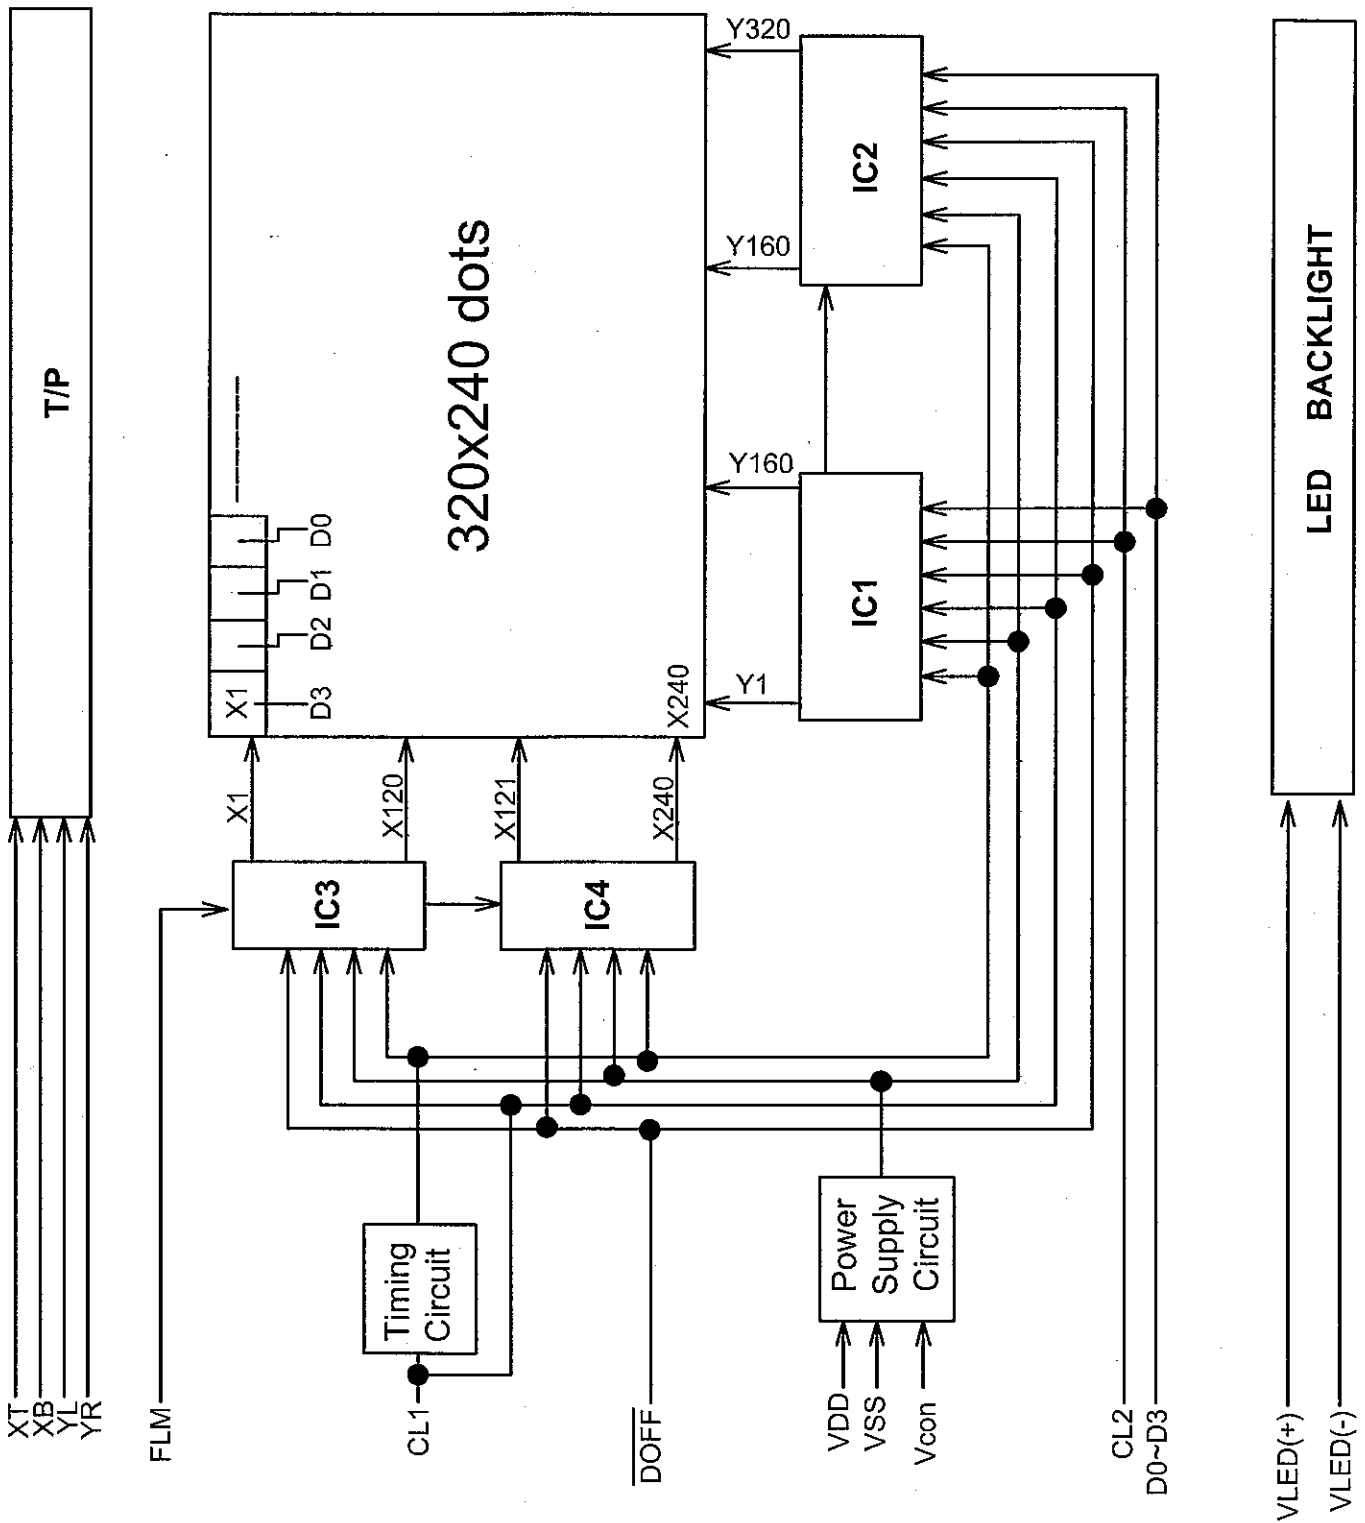 XT
XB
YL
YR
T/P
FLM
IC3
X1
X120
X1
D3
D2
D1
D0
320x240 dots
X240
CL1
Timing
Circuit
IC4
X121
X240
DOFF
Y1
Y160
Y160
Y320
VDD
VSS
Vcon
Power
Supply
Circuit
IC1
IC2
CL2
D0~D3
VLED(+)
VLED(-)
LED BACKLIGHT